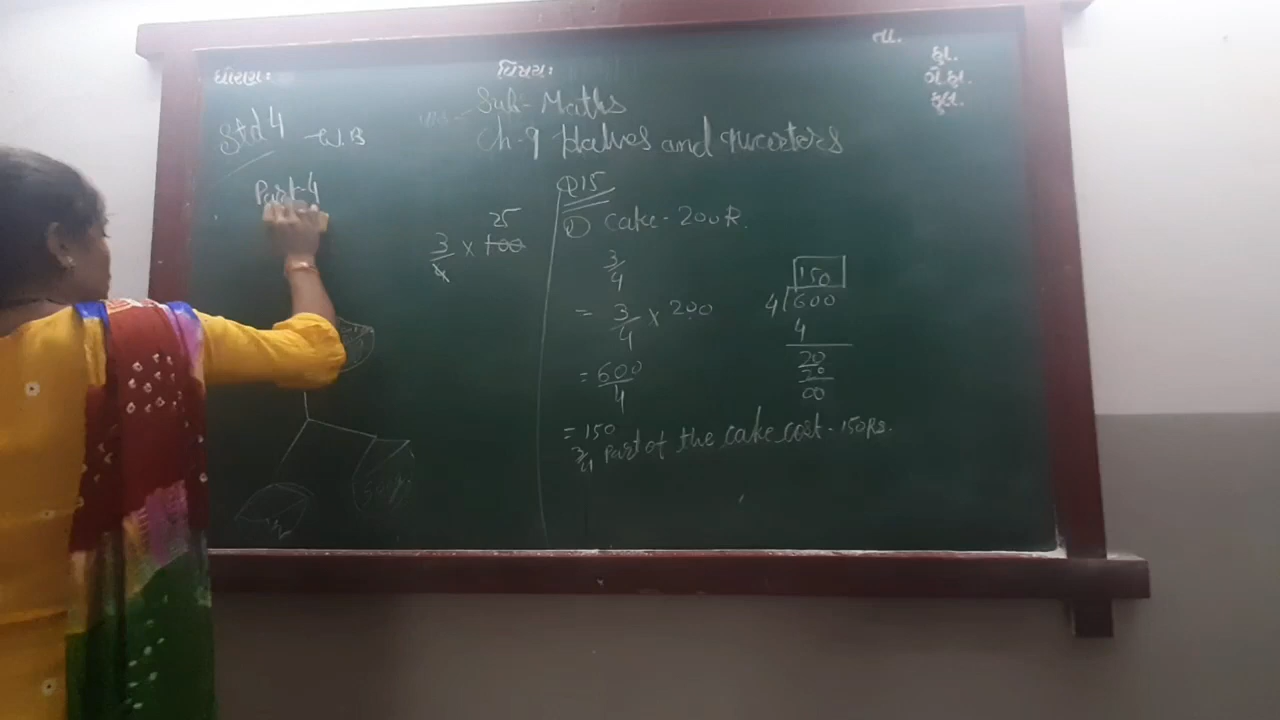 ધોરણ:
વિષય:
તા.
હા.
ગે.હા.
કુલ.
Sub- Maths
Std 4 W.B
Ch-9 Halves and quarters
Part-4
Q15
① Cake - 200R.
25
3/4 × 100
3/4
= 3/4 × 200
= 600/4
= 150
3/4 Part of the cake cost - 150Rs.
150
4)600
4
20
20
00